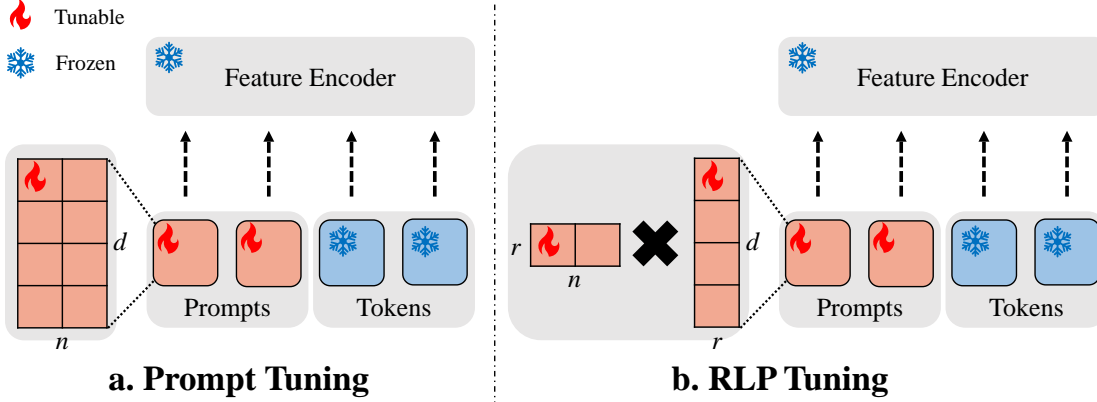 Tunable
Frozen
Feature Encoder
d
n
Prompts
Tokens
a. Prompt Tuning
Feature Encoder
r
n
d
r
Prompts
Tokens
b. RLP Tuning